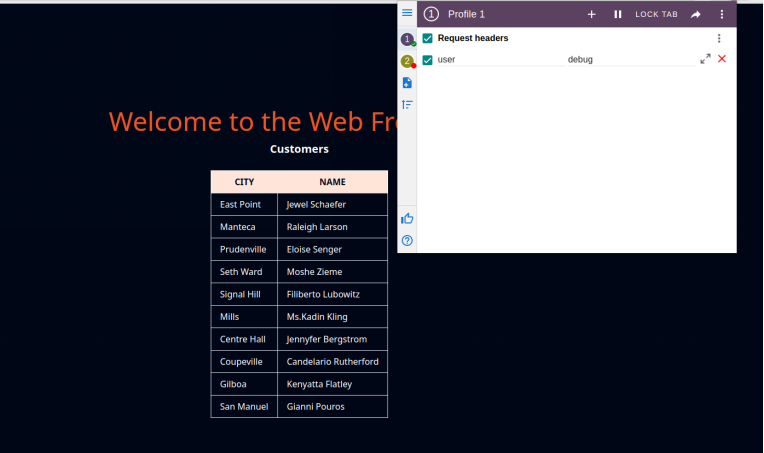 1 Profile 1 LOCK TAB
1 Request headers
2 user debug
Welcome to the Web
Customers
CITY NAME
East Point Jewel Schaefer
Manteca Raleigh Larson
Prudenville Eloise Senger
Seth Ward Moshe Zieme
Signal Hill Filiberto Lubowitz
Mills Ms.Kadin Kling
Centre Hall Jennyfer Bergstrom
Coupeville Candelario Rutherford
Gilboa Kenyatta Flatley
San Manuel Gianni Pouros